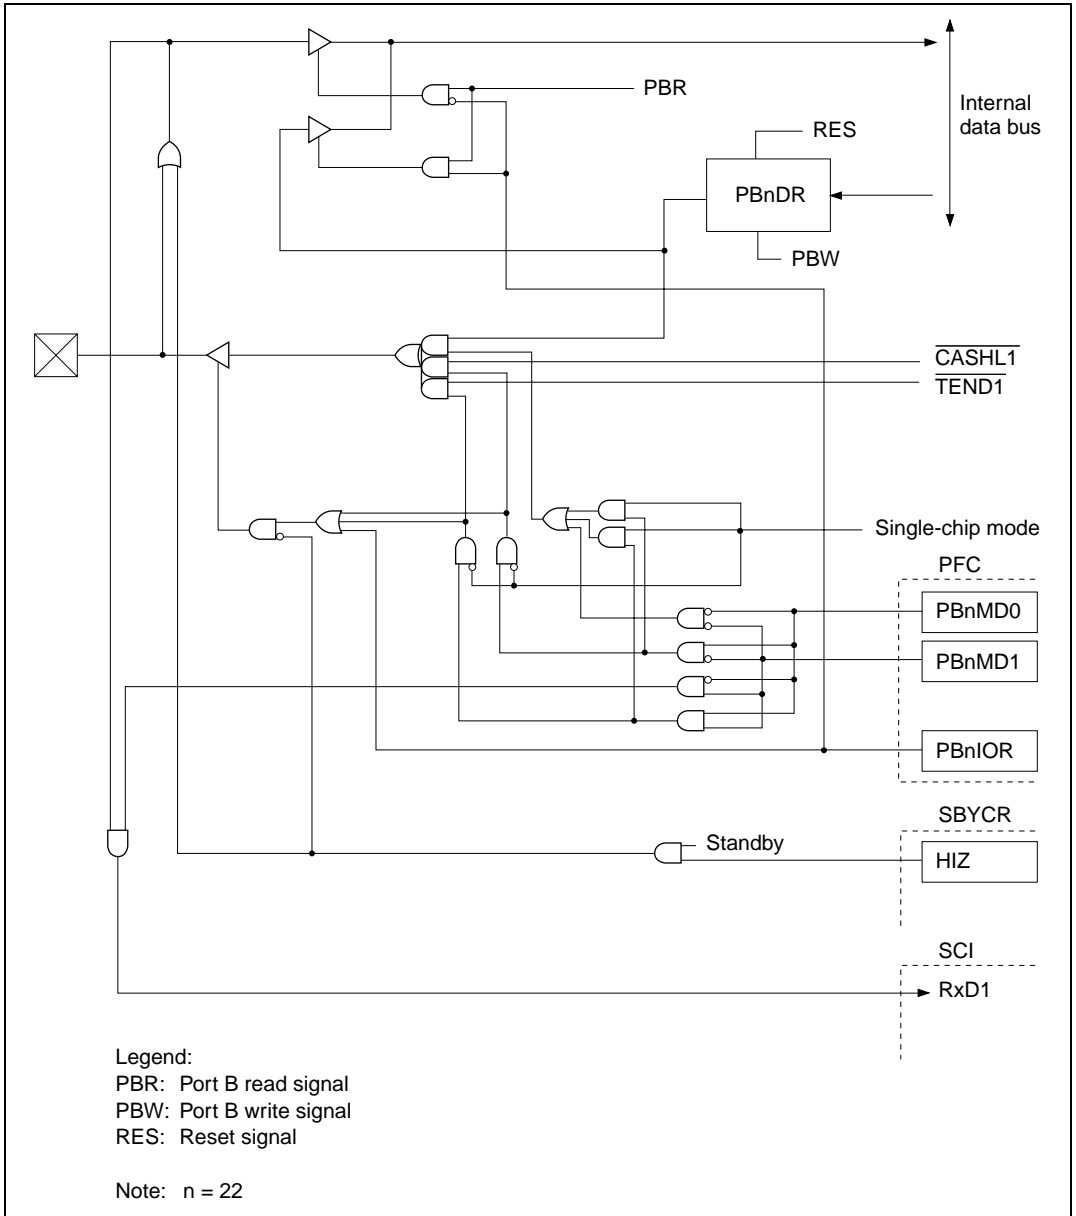 PBR
Internal
data bus
RES
PBnDR
PBW
CASHL1
TEND1
Single-chip mode
PFC
PBnMD0
PBnMD1
PBnIOR
SBYCR
Standby
HIZ
SCI
RxD1
Legend:
PBR: Port B read signal
PBW: Port B write signal
RES: Reset signal
Note: n = 22